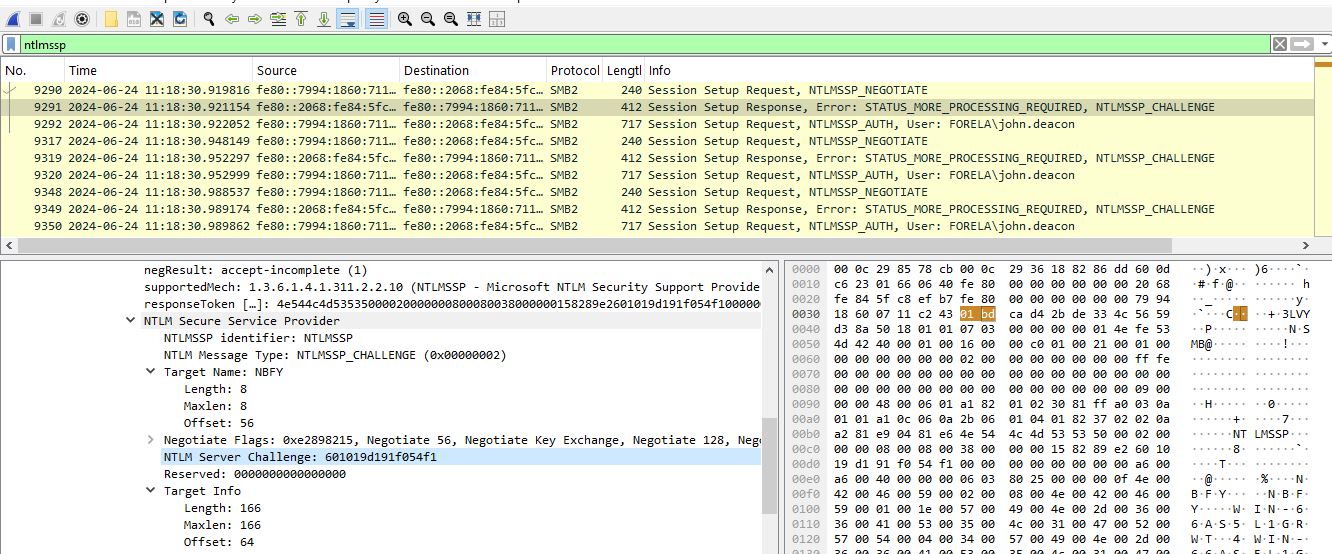 ntlmssp
No. Time Source Destination Protocol Lengtl Info
9290 2024-06-24 11:18:30.919816 fe80::7994:1860:711… fe80::2068:fe84:5fc… SMB2 240 Session Setup Request, NTLMSSP_NEGOTIATE
9291 2024-06-24 11:18:30.921154 fe80::2068:fe84:5fc… fe80::7994:1860:711… SMB2 412 Session Setup Response, Error: STATUS_MORE_PROCESSING_REQUIRED, NTLMSSP_CHALLENGE
9292 2024-06-24 11:18:30.922052 fe80::7994:1860:711… fe80::2068:fe84:5fc… SMB2 717 Session Setup Request, NTLMSSP_AUTH, User: FORELA\john.deacon
9317 2024-06-24 11:18:30.948149 fe80::7994:1860:711… fe80::2068:fe84:5fc… SMB2 240 Session Setup Request, NTLMSSP_NEGOTIATE
9319 2024-06-24 11:18:30.952297 fe80::2068:fe84:5fc… fe80::7994:1860:711… SMB2 412 Session Setup Response, Error: STATUS_MORE_PROCESSING_REQUIRED, NTLMSSP_CHALLENGE
9320 2024-06-24 11:18:30.952999 fe80::7994:1860:711… fe80::2068:fe84:5fc… SMB2 717 Session Setup Request, NTLMSSP_AUTH, User: FORELA\john.deacon
9348 2024-06-24 11:18:30.988537 fe80::7994:1860:711… fe80::2068:fe84:5fc… SMB2 240 Session Setup Request, NTLMSSP_NEGOTIATE
9349 2024-06-24 11:18:30.989174 fe80::2068:fe84:5fc… fe80::7994:1860:711… SMB2 412 Session Setup Response, Error: STATUS_MORE_PROCESSING_REQUIRED, NTLMSSP_CHALLENGE
9350 2024-06-24 11:18:30.989862 fe80::7994:1860:711… fe80::2068:fe84:5fc… SMB2 717 Session Setup Request, NTLMSSP_AUTH, User: FORELA\john.deacon
negResult: accept-incomplete (1)
supportedMech: 1.3.6.1.4.1.311.2.2.10 (NTLMSSP - Microsoft NTLM Security Support Provide
responseToken […]: 4e544c4d53535000020000000800080038000000158289e2601019d191f054f100000
NTLM Secure Service Provider
NTLMSSP identifier: NTLMSSP
NTLM Message Type: NTLMSSP_CHALLENGE (0x00000002)
Target Name: NBFY
Length: 8
Maxlen: 8
Offset: 56
Negotiate Flags: 0xe2898215, Negotiate 56, Negotiate Key Exchange, Negotiate 128, Neg
NTLM Server Challenge: 601019d191f054f1
Reserved: 0000000000000000
Target Info
Length: 166
Maxlen: 166
Offset: 64
0000 00 0c 29 85 78 cb 00 0c 29 36 18 82 86 dd 60 0d ··)·x··· )6····`·
0010 c6 23 01 66 06 40 fe 80 00 00 00 00 00 00 20 68 ·#·f·@·· ······ h
0020 fe 84 5f c8 ef b7 fe 80 00 00 00 00 00 00 79 94 ··_····· ······y·
0030 18 60 07 11 c2 43 01 bd ca d4 2b de 33 4c 56 59 ·`···C·· ··+·3LVY
0040 d3 8a 50 18 01 01 07 03 00 00 00 00 01 4e fe 53 ··P····· ·····N·S
0050 4d 42 40 00 01 00 16 00 00 c0 01 00 21 00 01 00 MB@····· ····!···
0060 00 00 00 00 00 00 02 00 00 00 00 00 00 00 ff fe ········ ········
0070 00 00 00 00 00 00 00 00 00 00 00 00 00 00 00 00 ········ ········
0080 00 00 00 00 00 00 00 00 00 00 00 00 00 00 09 00 ········ ········
0090 00 00 48 00 06 01 a1 82 01 02 30 81 ff a0 03 0a ··H····· ··0·····
00a0 01 01 a1 0c 06 0a 2b 06 01 04 01 82 37 02 02 0a ······+· ····7···
00b0 a2 81 e9 04 81 e6 4e 54 4c 4d 53 53 50 00 02 00 ······NT LMSSP···
00c0 00 00 08 00 08 00 38 00 00 00 15 82 89 e2 60 10 ······8· ······`·
00d0 19 d1 91 f0 54 f1 00 00 00 00 00 00 00 00 a6 00 ····T··· ········
00e0 a6 00 40 00 00 00 06 03 80 25 00 00 00 0f 4e 00 ··@····· ·%····N·
00f0 42 00 46 00 59 00 02 00 08 00 4e 00 42 00 46 00 B·F·Y··· ··N·B·F·
0100 59 00 01 00 1e 00 57 00 49 00 4e 00 2d 00 36 00 Y·····W· I·N·-·6·
0110 36 00 41 00 53 00 35 00 4c 00 31 00 47 00 52 00 6·A·S·5· L·1·G·R·
0120 57 00 54 00 04 00 34 00 57 00 49 00 4e 00 2d 00 W·T···4· W·I·N·-·
0130 36 00 36 00 41 00 53 00 35 00 4c 00 31 00 47 00